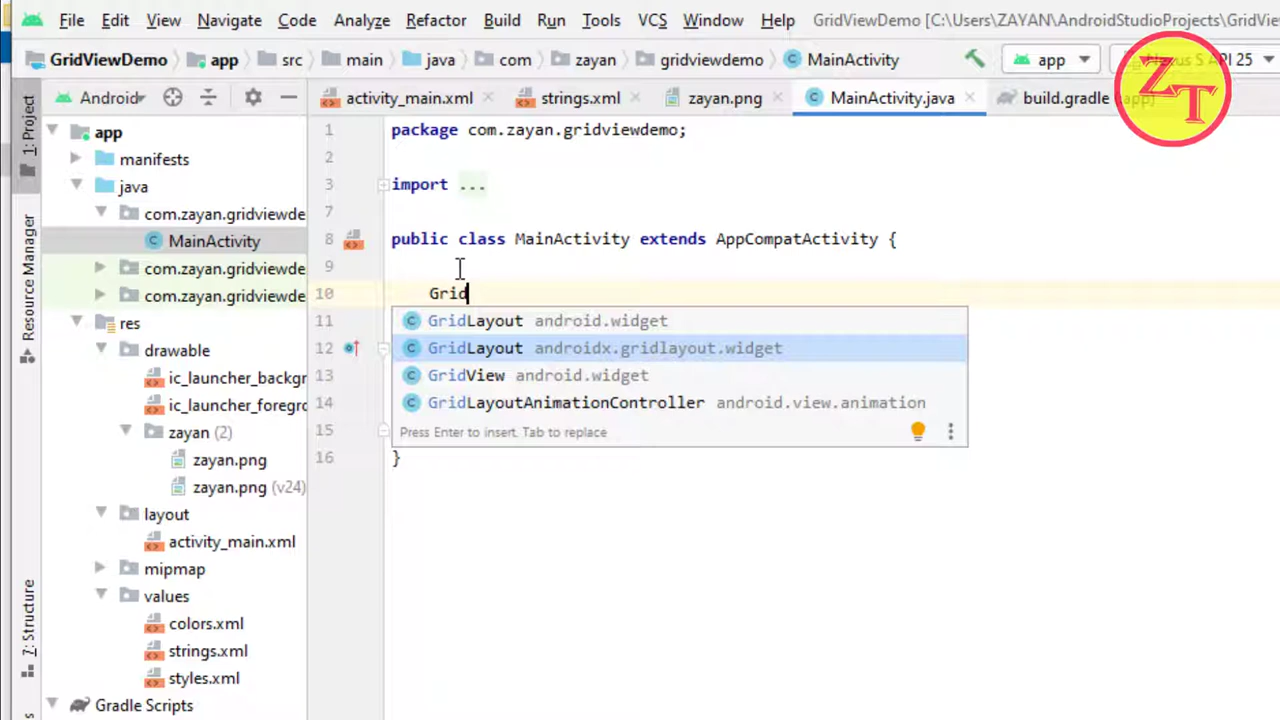 File Edit View Navigate Code Analyze Refactor Build Run Tools VCS Window Help GridViewDemo [C:\Users\ZAYAN\AndroidStudioProjects\GridVi
GridViewDemo app src main java com zayan gridviewdemo MainActivity app Nexus S API 25
Android activity_main.xml strings.xml zayan.png MainActivity.java build.gradle (app)
1: Project
Resource Manager
7: Structure
app
manifests
java
com.zayan.gridviewde
MainActivity
com.zayan.gridviewde
com.zayan.gridviewde
res
drawable
ic_launcher_backgr
ic_launcher_foregro
zayan (2)
zayan.png
zayan.png (v24)
layout
activity_main.xml
mipmap
values
colors.xml
strings.xml
styles.xml
Gradle Scripts
1 package com.zayan.gridviewdemo;
2
3 import ...
7
8 public class MainActivity extends AppCompatActivity {
9
10 Grid
11 GridLayout android.widget
12 GridLayout androidx.gridlayout.widget
13 GridView android.widget
14 GridLayoutAnimationController android.view.animation
15 Press Enter to insert, Tab to replace
16 }
ZT